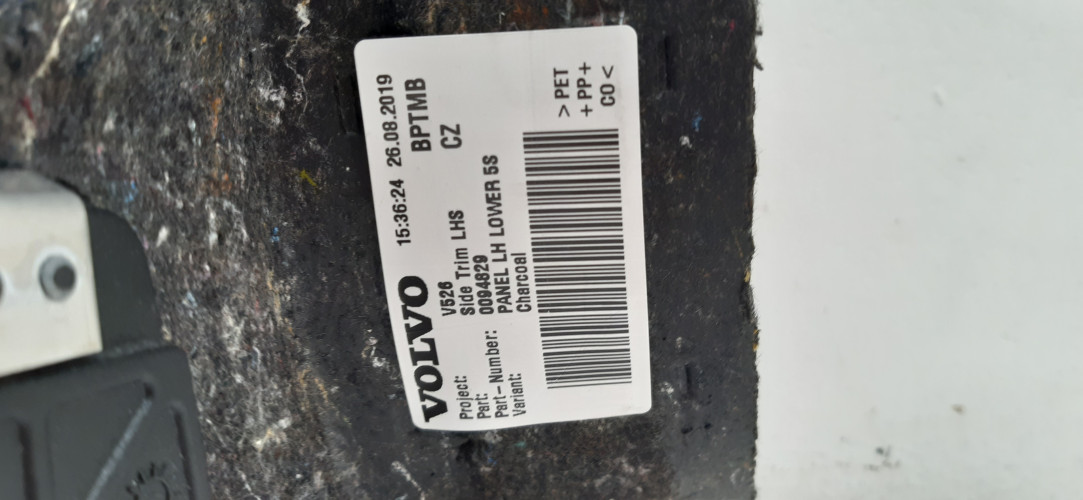 VOLVO 15:36:24 26.08.2019
BPTMB
Project: V526 CZ
Part: Side Trim LHS
Part-Number: 0094829
PANEL LH LOWER 5S
Variant: Charcoal
> PET
+ PP +
CO <